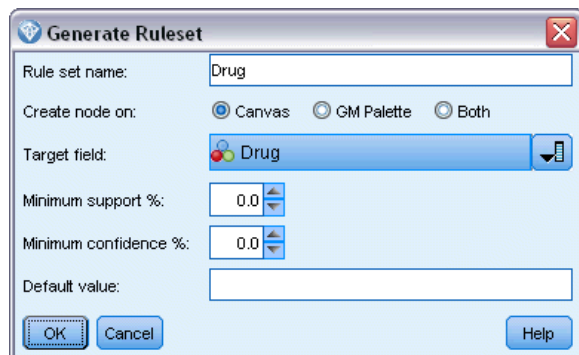 Generate Ruleset
Rule set name: Drug
Create node on: Canvas GM Palette Both
Target field: Drug
Minimum support %: 0.0
Minimum confidence %: 0.0
Default value:
OK Cancel Help